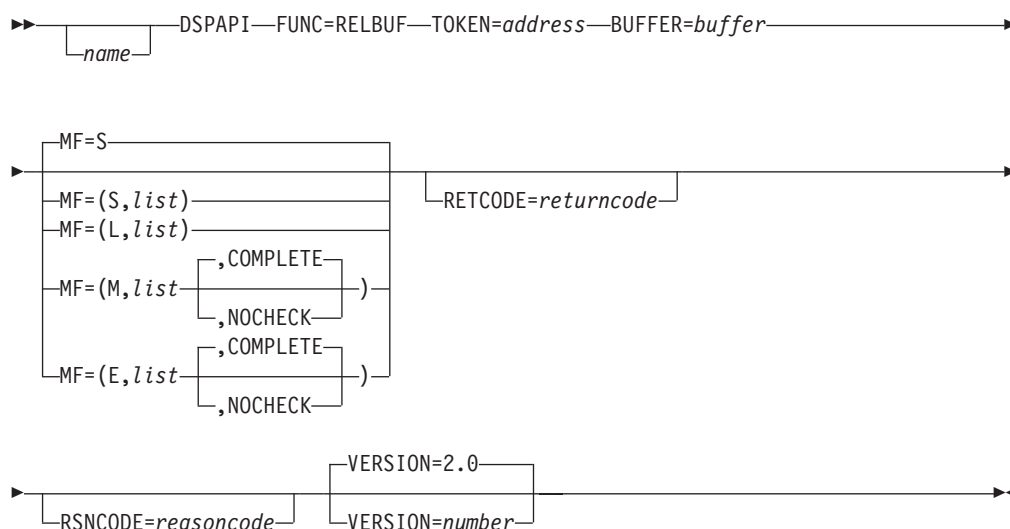 DSPAPI FUNC=RELBUF TOKEN=address BUFFER=buffer
name
MF=S
MF=(S,list)
RETCODE=returncode
MF=(L,list)
,COMPLETE
MF=(M,list )
,NOCHECK
,COMPLETE
MF=(E,list )
,NOCHECK
VERSION=2.0
RSNCODE=reasoncode VERSION=number